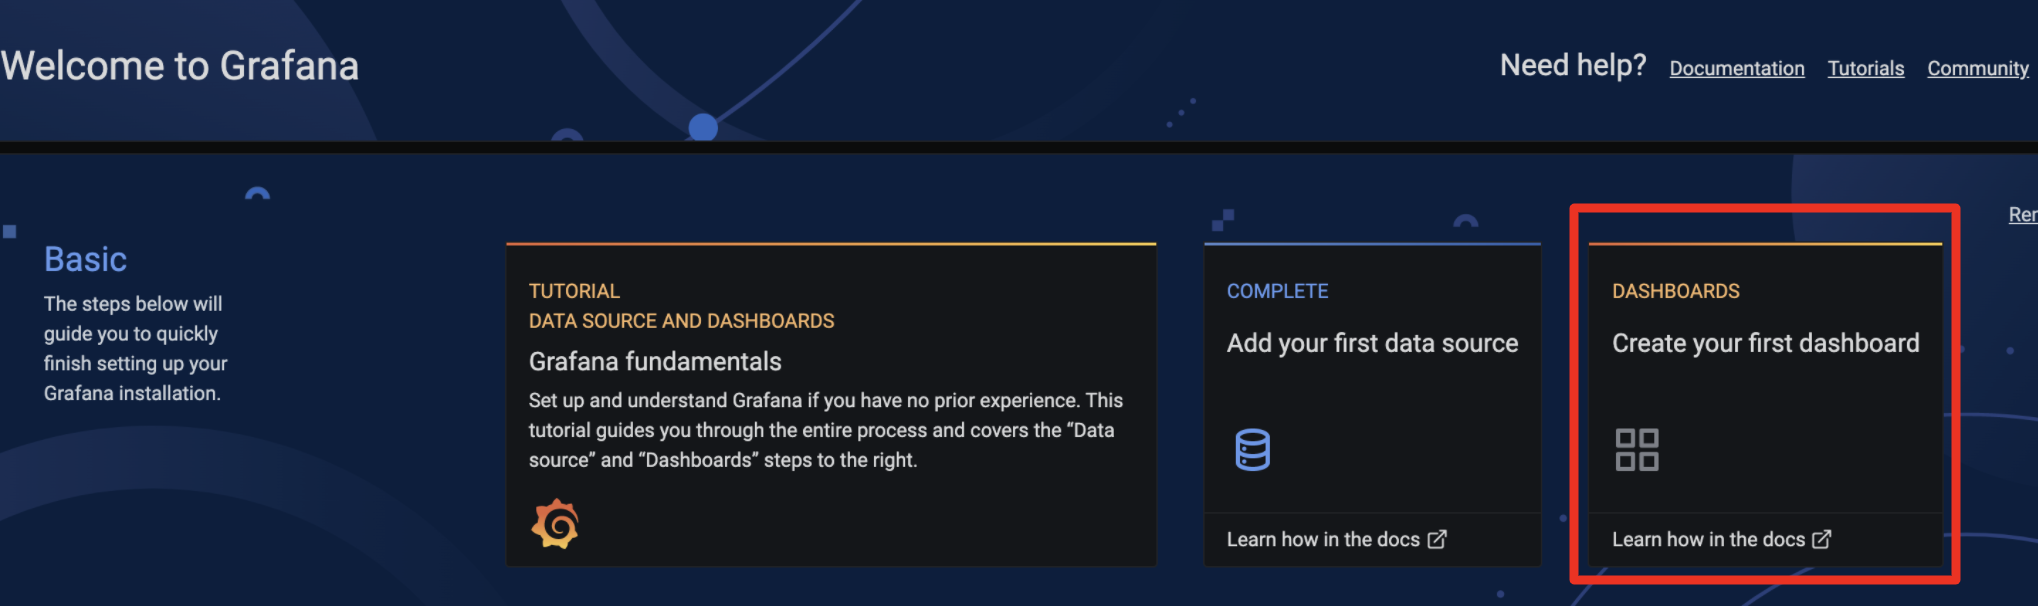 Welcome to Grafana
Need help? Documentation Tutorials Community
Basic
The steps below will
guide you to quickly
finish setting up your
Grafana installation.
TUTORIAL
DATA SOURCE AND DASHBOARDS
Grafana fundamentals
Set up and understand Grafana if you have no prior experience. This
tutorial guides you through the entire process and covers the “Data
source” and “Dashboards” steps to the right.
COMPLETE
Add your first data source
Learn how in the docs
DASHBOARDS
Create your first dashboard
Learn how in the docs